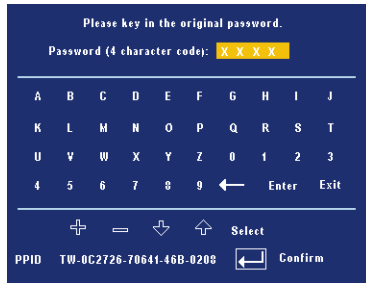 Please key in the original password.
Password (4 character code): X X X X
A B C D E F G H I J
K L M N O P Q R S T
U V W X Y Z 0 1 2 3
4 5 6 7 8 9 ← Enter Exit
Select
PPID TW-0C2726-70641-46B-0208 Confirm